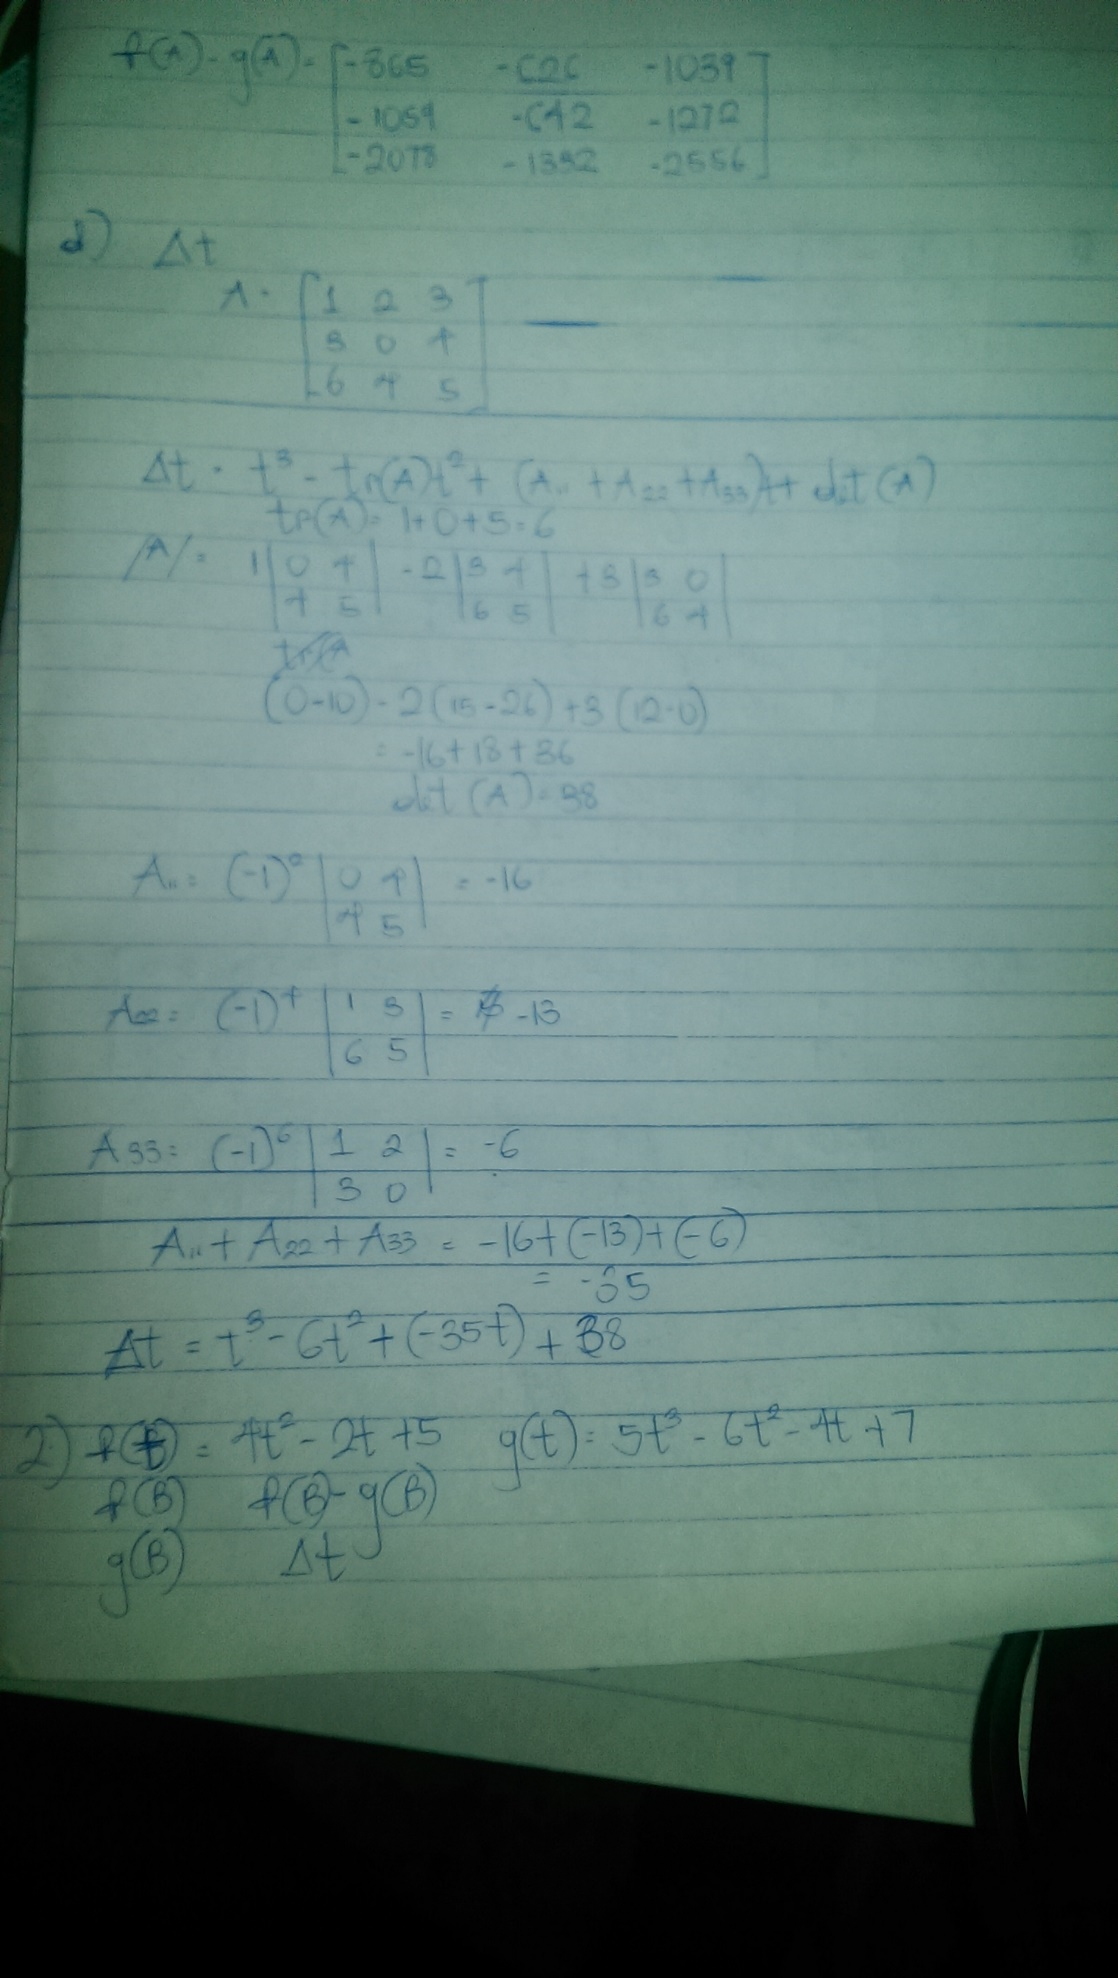 f(A) - g(A) = [-865 -626 -1039
-1059 -642 -1272
-2078 -1392 -2556]
d) Δt
A = [1 2 3
3 0 4
6 4 5]
Δt = t³ - tr(A)t² + (A₁₁ + A₂₂ + A₃₃)t + det(A)
tr(A) = 1+0+5 = 6
|A| = 1 |0 4| -2 |3 4| +3 |3 0|
|4 5| |6 5| |6 4|
(0-10) - 2(15-26) + 3(12-0)
= -16+18+36
det (A) = 38
A₁₁ = (-1)⁰ |0 4| = -16
|4 5|
A₂₂ = (-1)⁴ |1 3| = -13
|6 5|
A33 = (-1)⁶ |1 2| = -6
|3 0|
A₁₁ + A₂₂ + A₃₃ = -16+(-13)+(-6)
= -35
Δt = t³ - 6t² + (-35t) + 38
2) f(t) = 4t² - 2t + 5 g(t) = 5t³ - 6t² - 4t + 7
f(B) f(B) - g(B)
g(B) Δt